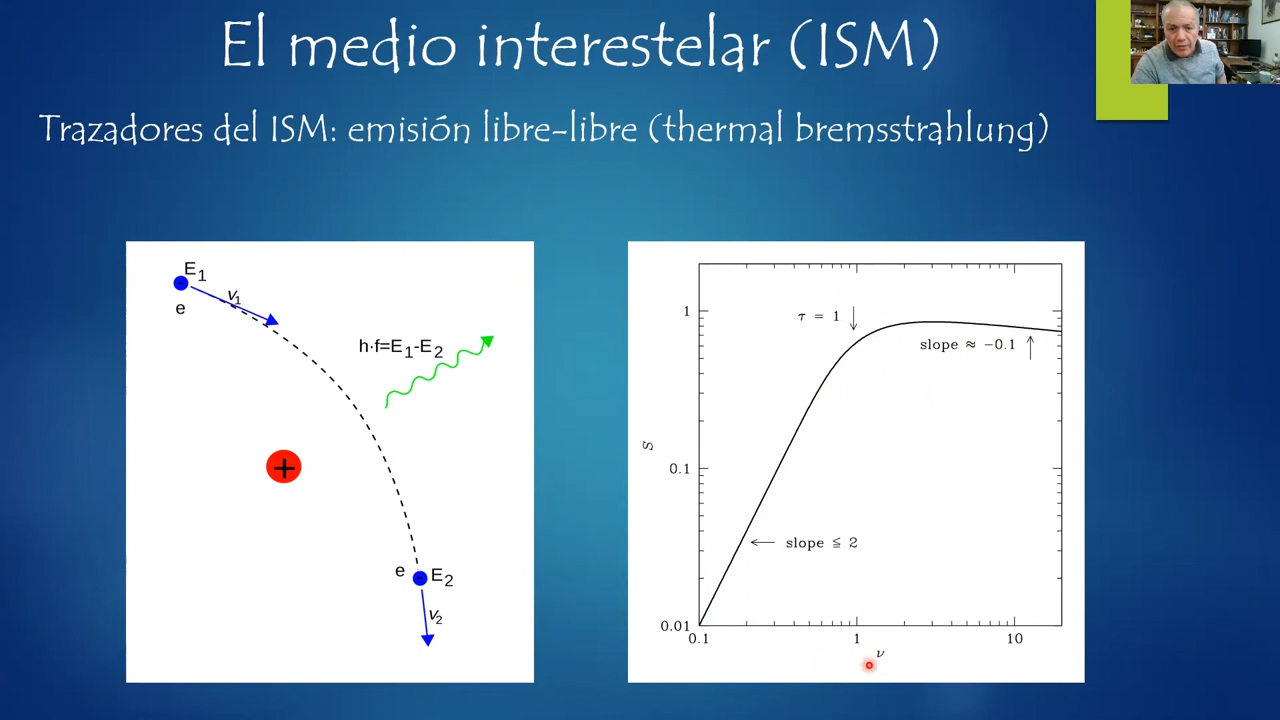 El medio interestelar (ISM)
Trazadores del ISM: emisión libre-libre (thermal bremsstrahlung)
E1
e
v1
h·f=E1-E2
+
e
E2
v2
τ = 1
slope ≈ −0.1
slope ≦ 2
S
1
0.1
0.01
0.1
1
10
ν